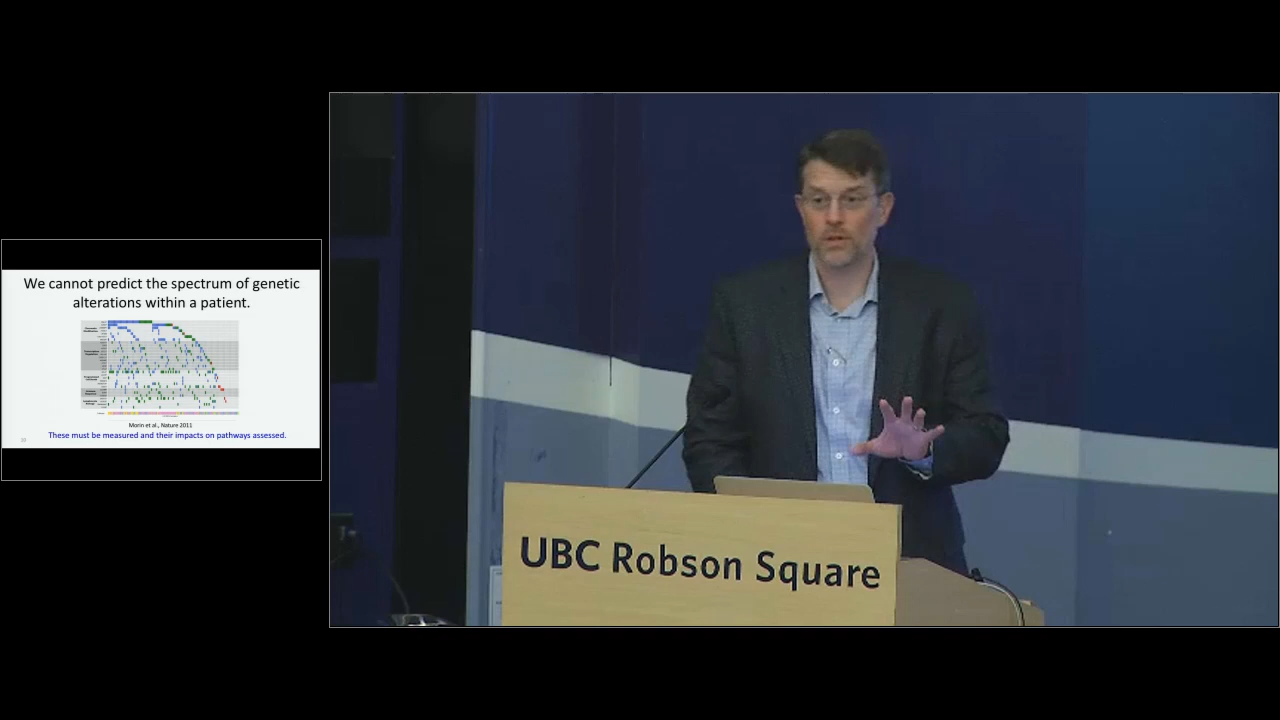 We cannot predict the spectrum of genetic
alterations within a patient.
Morin et al., Nature 2011
These must be measured and their impacts on pathways assessed.
UBC Robson Square